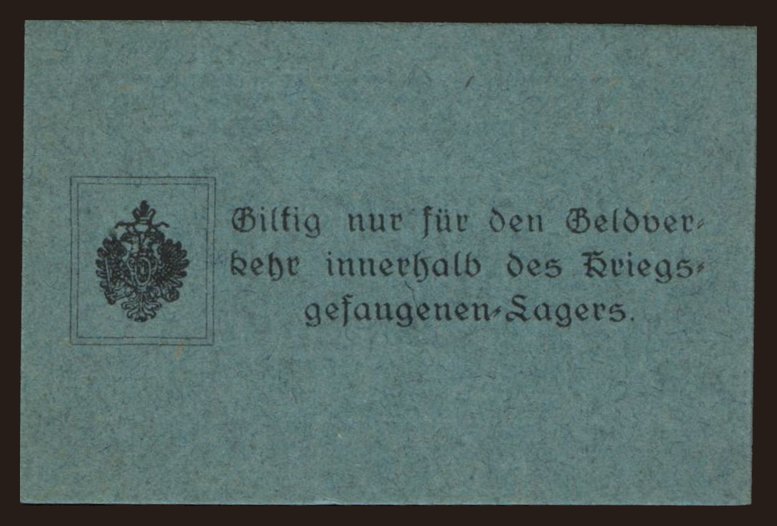 Giltig nur für den Geldver-
kehr innerhalb des Kriegs-
gefangenen-Lagers.